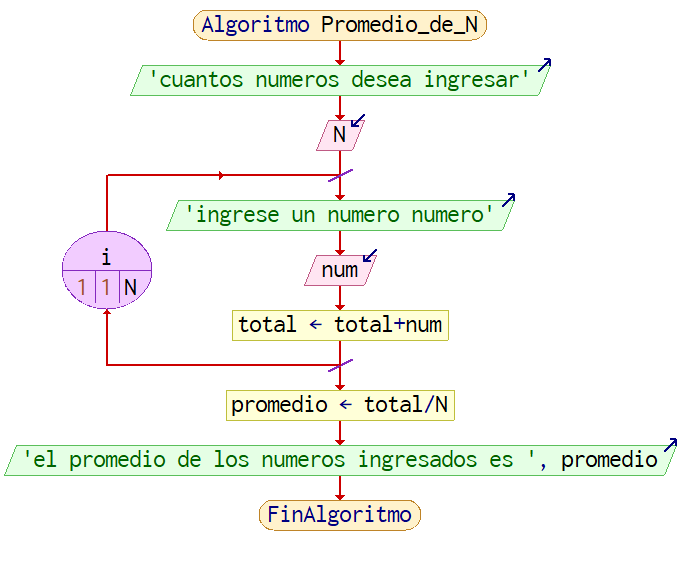 Algoritmo Promedio_de_N
'cuantos numeros desea ingresar'
N
'ingrese un numero numero'
i
1 1 N
num
total ← total+num
promedio ← total/N
'el promedio de los numeros ingresados es ', promedio
FinAlgoritmo